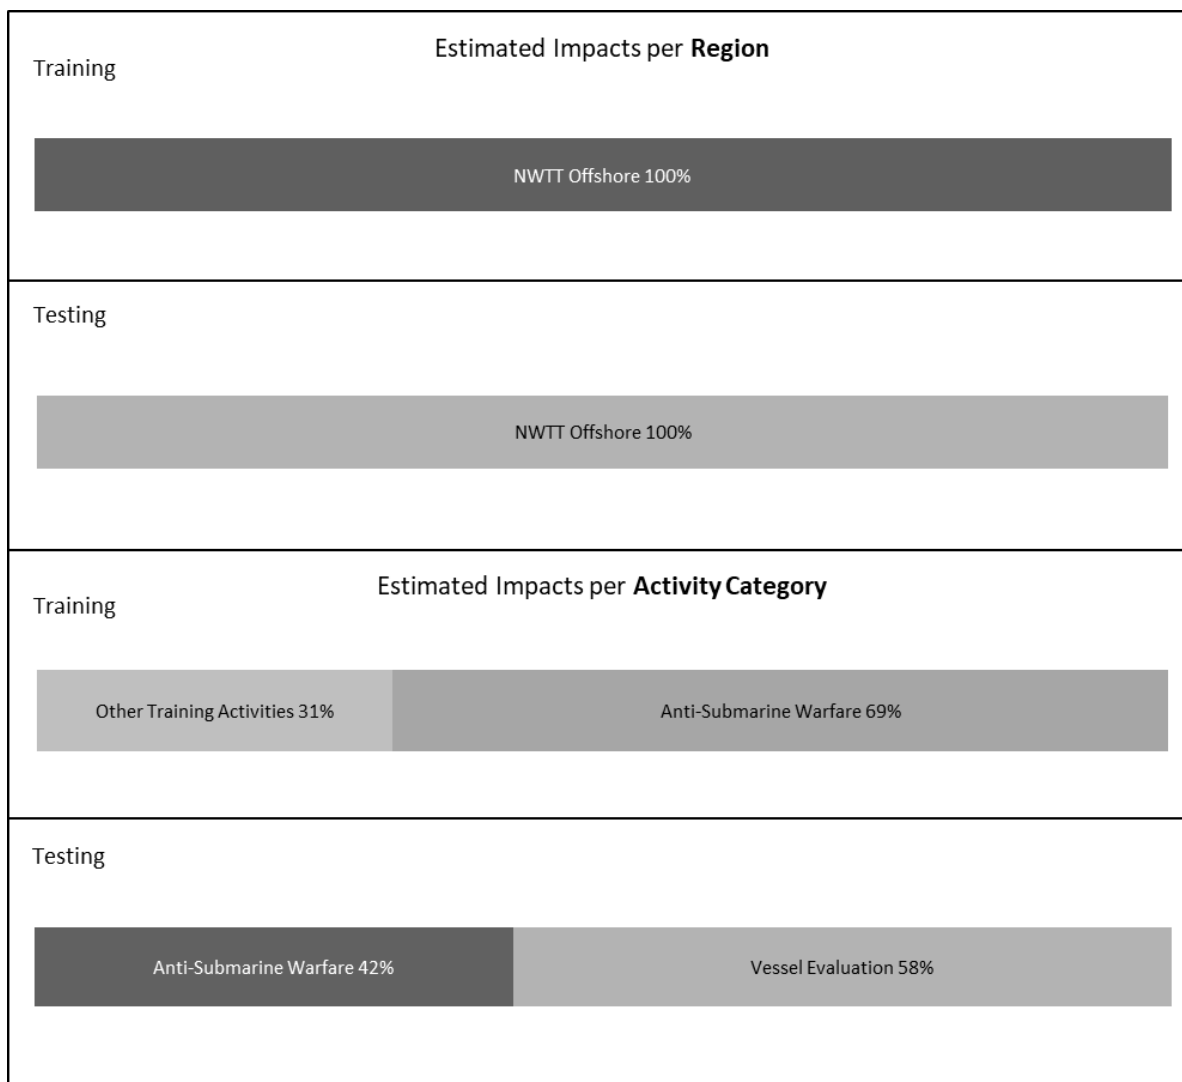 Estimated Impacts per Region
Training
NWTT Offshore 100%
Testing
NWTT Offshore 100%
Estimated Impacts per Activity Category
Training
Other Training Activities 31%
Anti-Submarine Warfare 69%
Testing
Anti-Submarine Warfare 42%
Vessel Evaluation 58%